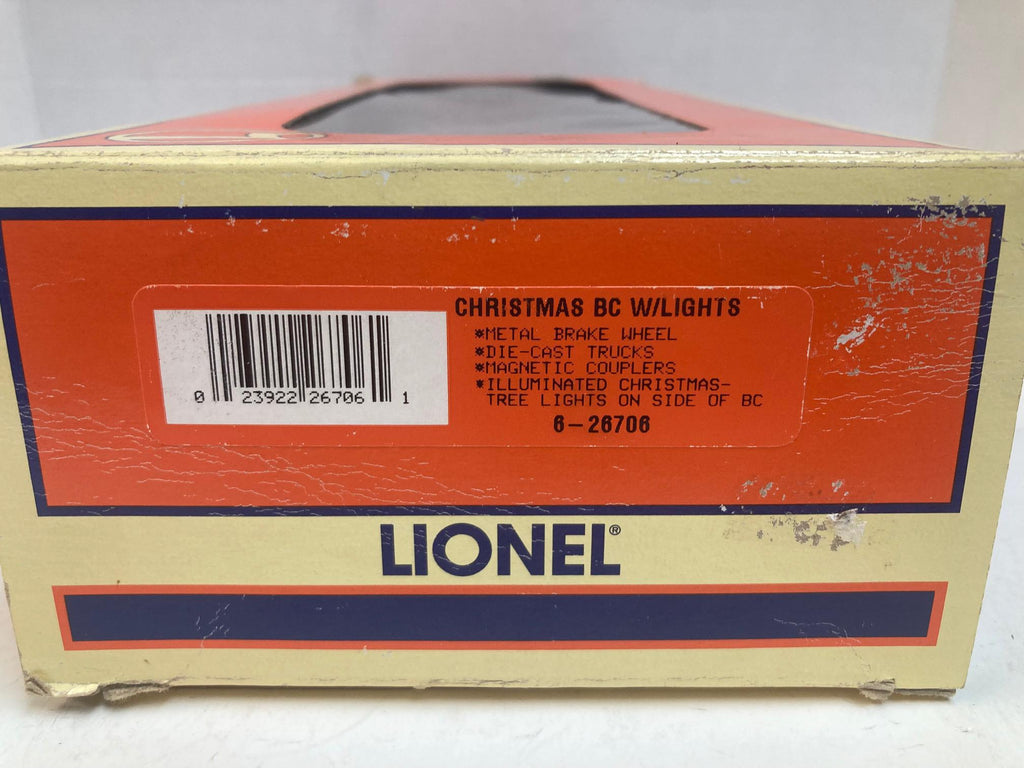 CHRISTMAS BC W/LIGHTS
*METAL BRAKE WHEEL
*DIE-CAST TRUCKS
*MAGNETIC COUPLERS
*ILLUMINATED CHRISTMAS-
TREE LIGHTS ON SIDE OF BC
6-26706
0 23922 26706 1
LIONEL®